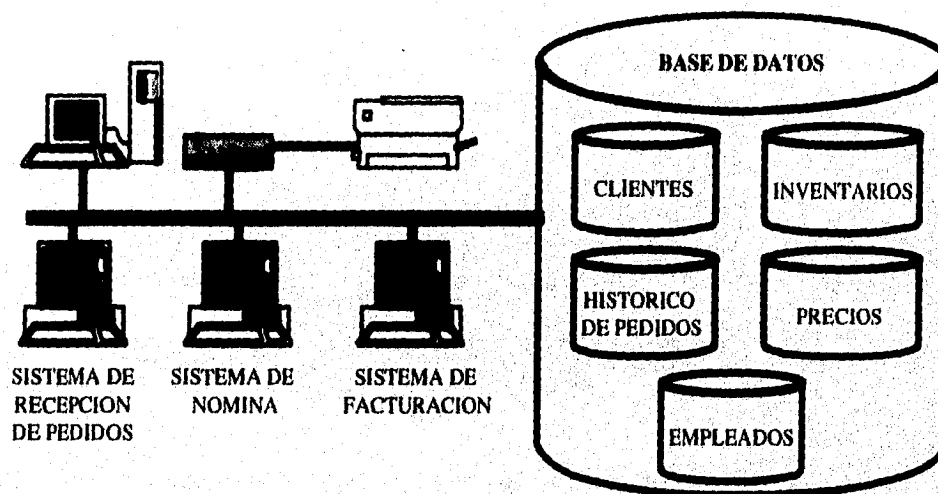 BASE DE DATOS
CLIENTES
INVENTARIOS
HISTORICO
DE PEDIDOS
PRECIOS
EMPLEADOS
SISTEMA DE
RECEPCION
DE PEDIDOS
SISTEMA DE
NOMINA
SISTEMA DE
FACTURACION